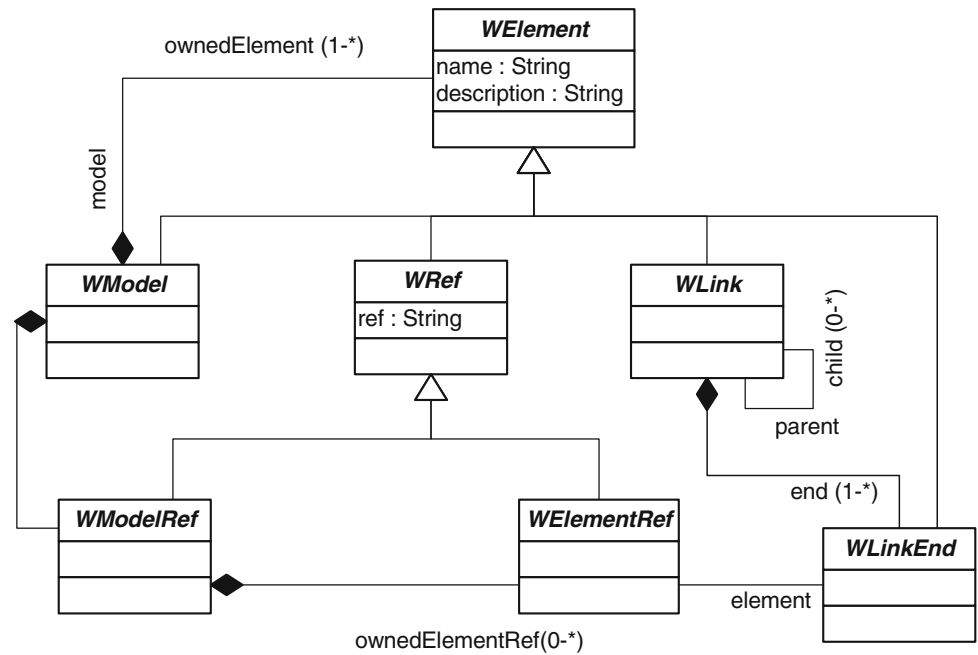 WElement
ownedElement (1-*)
name : String
description : String
model
WModel
WRef
WLink
ref : String
child (0-*)
parent
end (1-*)
WModelRef
WElementRef
WLinkEnd
element
ownedElementRef(0-*)